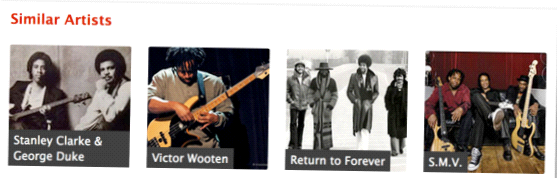 Similar Artists
Stanley Clarke &
George Duke
Victor Wooten
Return to Forever
S.M.V.